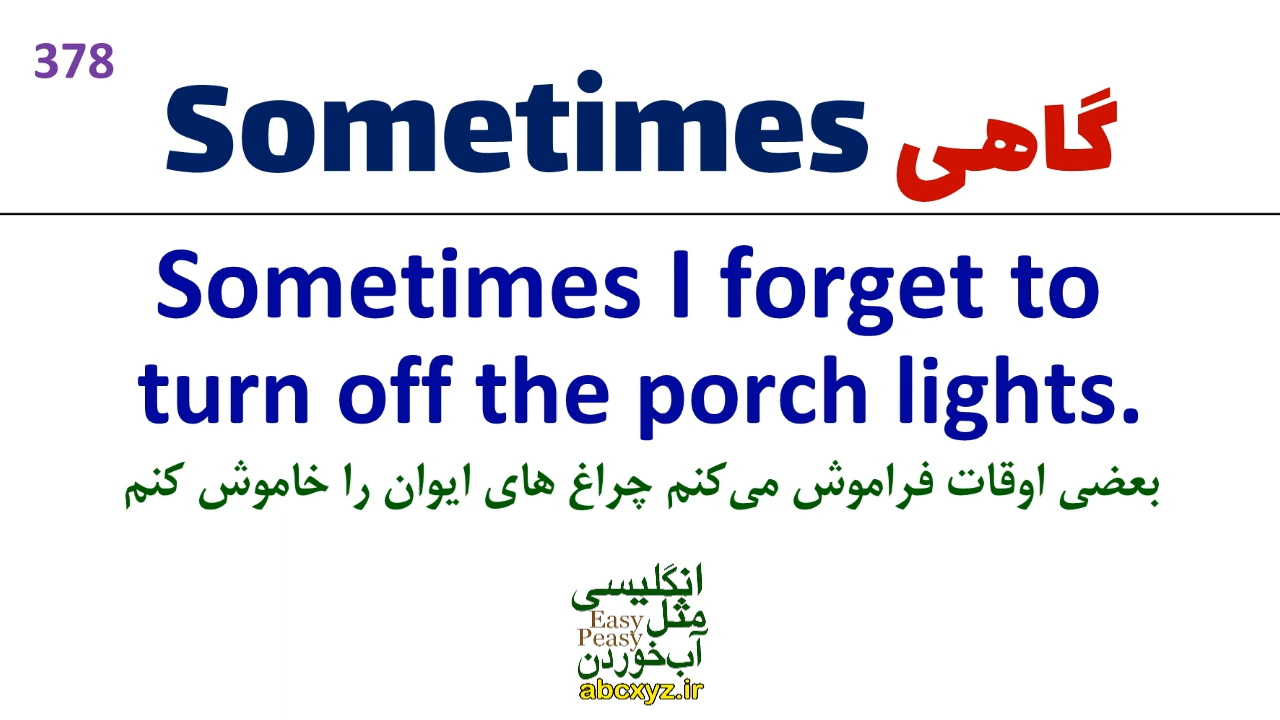 378
Sometimes گاهی
Sometimes I forget to
turn off the porch lights.
بعضی اوقات فراموش می‌کنم چراغ های ایوان را خاموش کنم
انگلیسی
مثل Easy
Peasy
آب‌خوردن
abcxyz.ir